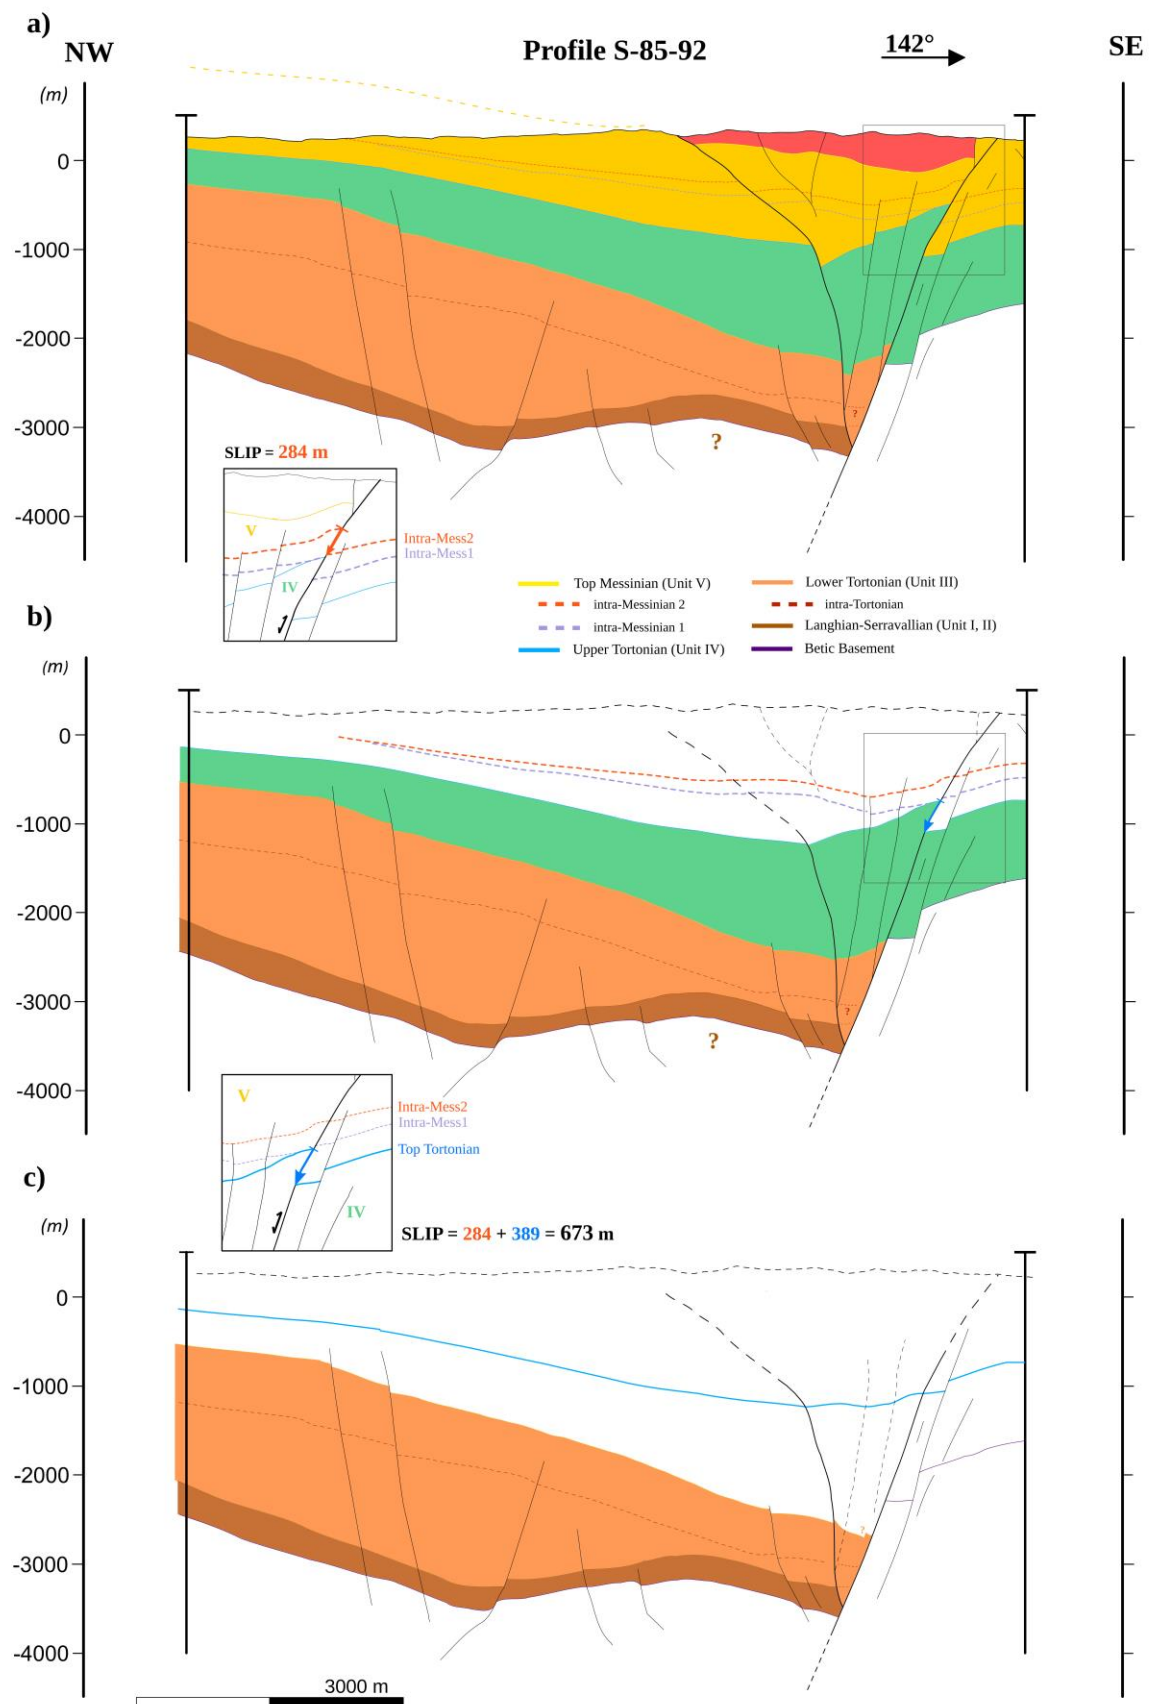 a)
NW
Profile S-85-92
142°
SE
(m)
0
-1000
-2000
-3000
-4000
?
?
SLIP = 284 m
V
IV
Intra-Mess2
Intra-Mess1
Top Messinian (Unit V)
intra-Messinian 2
intra-Messinian 1
Upper Tortonian (Unit IV)
Lower Tortonian (Unit III)
intra-Tortonian
Langhian-Serravallian (Unit I, II)
Betic Basement
b)
(m)
0
-1000
-2000
-3000
-4000
?
?
V
IV
Intra-Mess2
Intra-Mess1
Top Tortonian
SLIP = 284 + 389 = 673 m
c)
(m)
0
-1000
-2000
-3000
-4000
?
3000 m